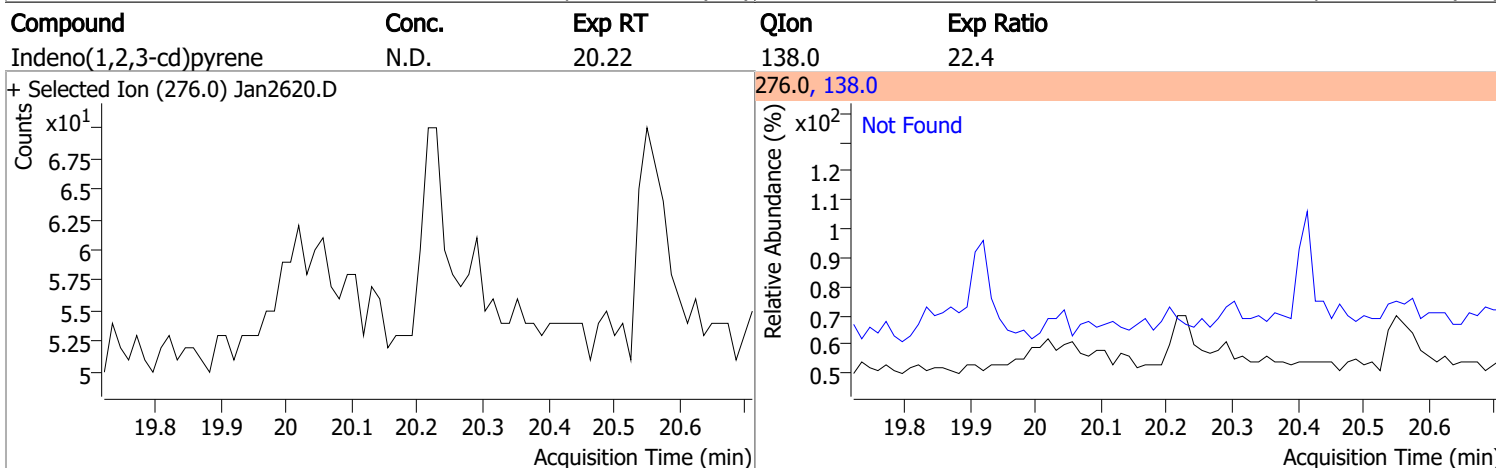 Compound Conc. Exp RT QIon Exp Ratio
Indeno(1,2,3-cd)pyrene N.D. 20.22 138.0 22.4
+ Selected Ion (276.0) Jan2620.D
Counts
x10¹
6.75
6.5
6.25
6
5.75
5.5
5.25
5
19.8 19.9 20 20.1 20.2 20.3 20.4 20.5 20.6
Acquisition Time (min)
276.0, 138.0
Relative Abundance (%)
x10²
Not Found
1.2
1.1
1
0.9
0.8
0.7
0.6
0.5
19.8 19.9 20 20.1 20.2 20.3 20.4 20.5 20.6
Acquisition Time (min)